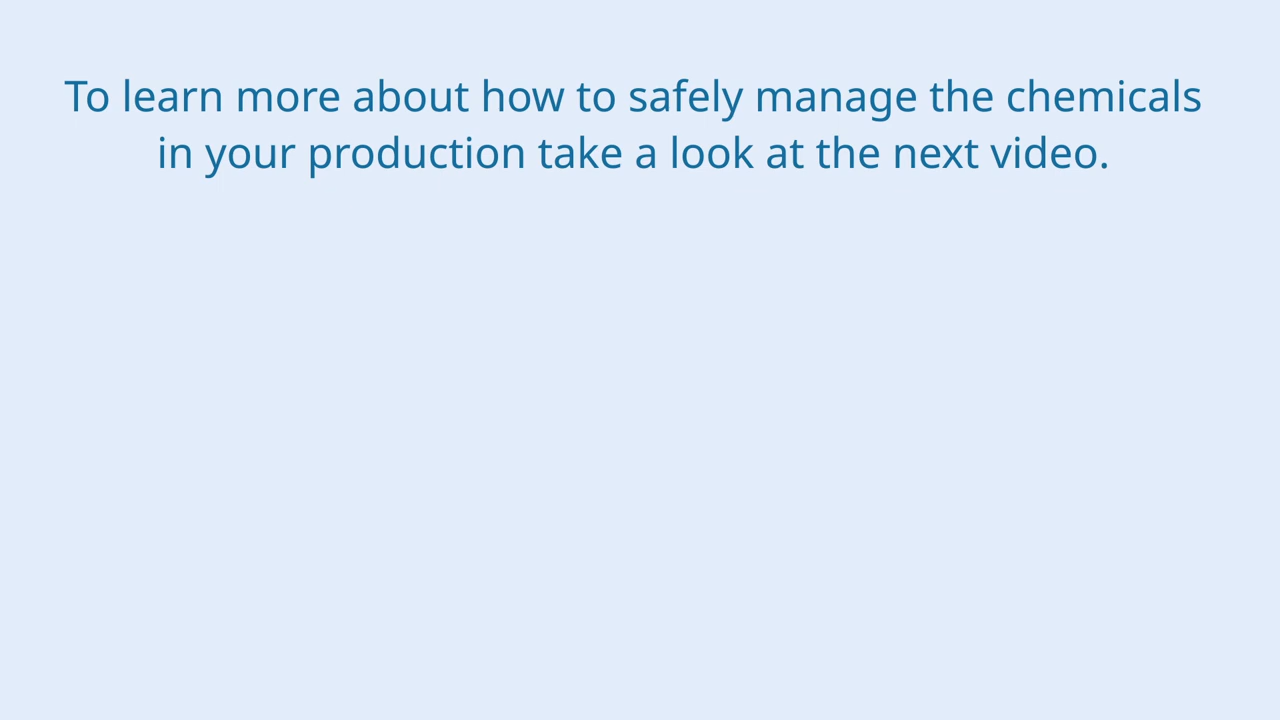 To learn more about how to safely manage the chemicals
in your production take a look at the next video.